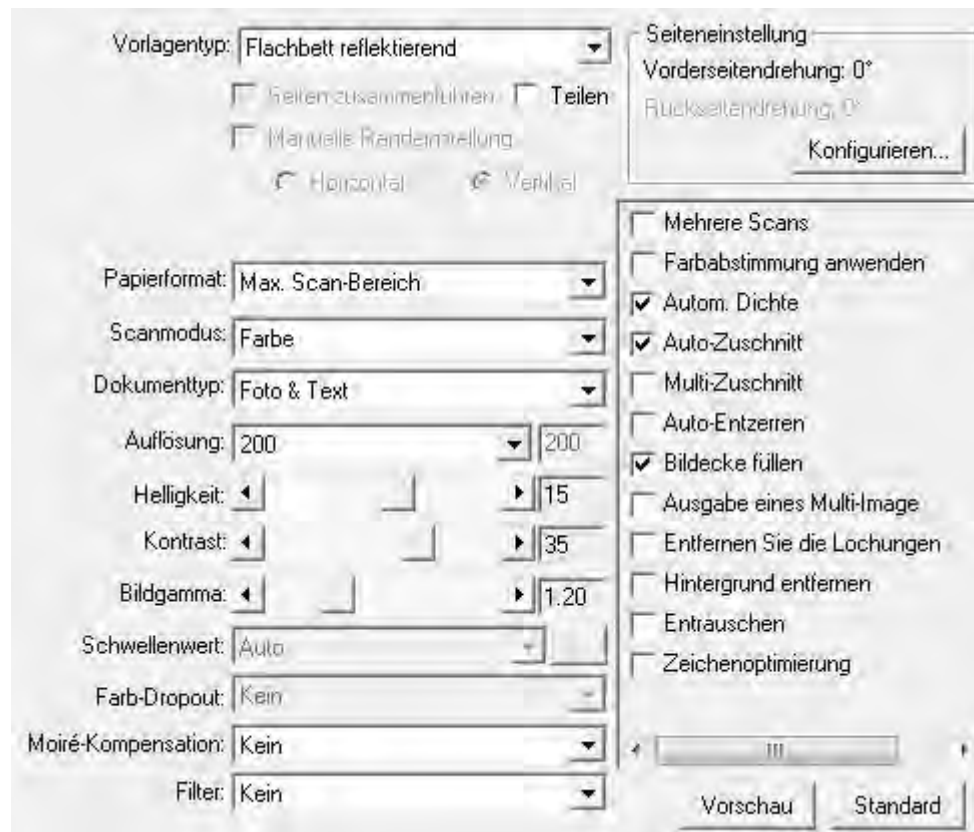 Vorlagentyp: Flachbett reflektierend
Seiten zusammenführen Teilen
Manuelle Randeinstellung
Horizontal Vertikal
Papierformat: Max. Scan-Bereich
Scanmodus: Farbe
Dokumenttyp: Foto & Text
Auflösung: 200 200
Helligkeit: 15
Kontrast: 35
Bildgamma: 1.20
Schwellenwert: Auto
Farb-Dropout: Kein
Moiré-Kompensation: Kein
Filter: Kein
Seiteneinstellung
Vorderseitendrehung: 0°
Rückseitendrehung: 0°
Konfigurieren...
Mehrere Scans
Farbabstimmung anwenden
Autom. Dichte
Auto-Zuschnitt
Multi-Zuschnitt
Auto-Entzerren
Bildecke füllen
Ausgabe eines Multi-Image
Entfernen Sie die Lochungen
Hintergrund entfernen
Entrauschen
Zeichenoptimierung
Vorschau Standard